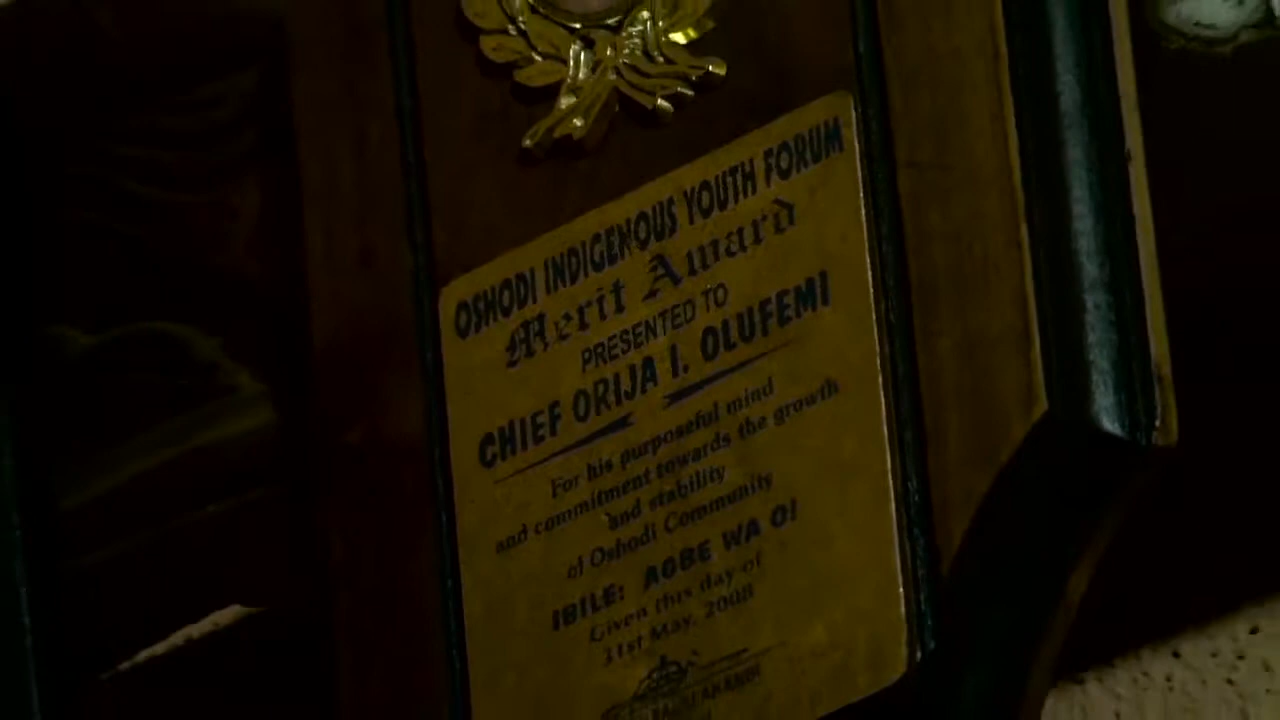 OSHODI INDIGENOUS YOUTH FORUM
Merit Award
PRESENTED TO
CHIEF ORIJA I. OLUFEMI
For his purposeful mind
and commitment towards the growth
and stability
of Oshodi Community
IBILE: AGBE WA OI
Given this day of
31st May, 2008